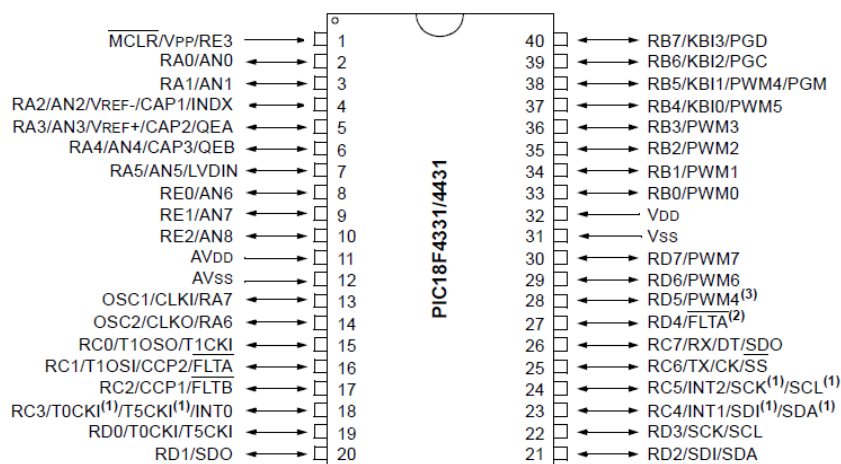 MCLR/VPP/RE3 1 40 RB7/KBI3/PGD
RA0/AN0 2 39 RB6/KBI2/PGC
RA1/AN1 3 38 RB5/KBI1/PWM4/PGM
RA2/AN2/VREF-/CAP1/INDX 4 37 RB4/KBI0/PWM5
RA3/AN3/VREF+/CAP2/QEA 5 36 RB3/PWM3
RA4/AN4/CAP3/QEB 6 35 RB2/PWM2
RA5/AN5/LVDIN 7 34 RB1/PWM1
RE0/AN6 8 33 RB0/PWM0
RE1/AN7 9 32 VDD
RE2/AN8 10 31 VSS
AVDD 11 30 RD7/PWM7
AVSS 12 29 RD6/PWM6
OSC1/CLKI/RA7 13 28 RD5/PWM4(3)
OSC2/CLKO/RA6 14 27 RD4/FLTA(2)
RC0/T1OSO/T1CKI 15 26 RC7/RX/DT/SDO
RC1/T1OSI/CCP2/FLTA 16 25 RC6/TX/CK/SS
RC2/CCP1/FLTB 17 24 RC5/INT2/SCK(1)/SCL(1)
RC3/T0CKI(1)/T5CKI(1)/INT0 18 23 RC4/INT1/SDI(1)/SDA(1)
RD0/T0CKI/T5CKI 19 22 RD3/SCK/SCL
RD1/SDO 20 21 RD2/SDI/SDA
PIC18F4331/4431